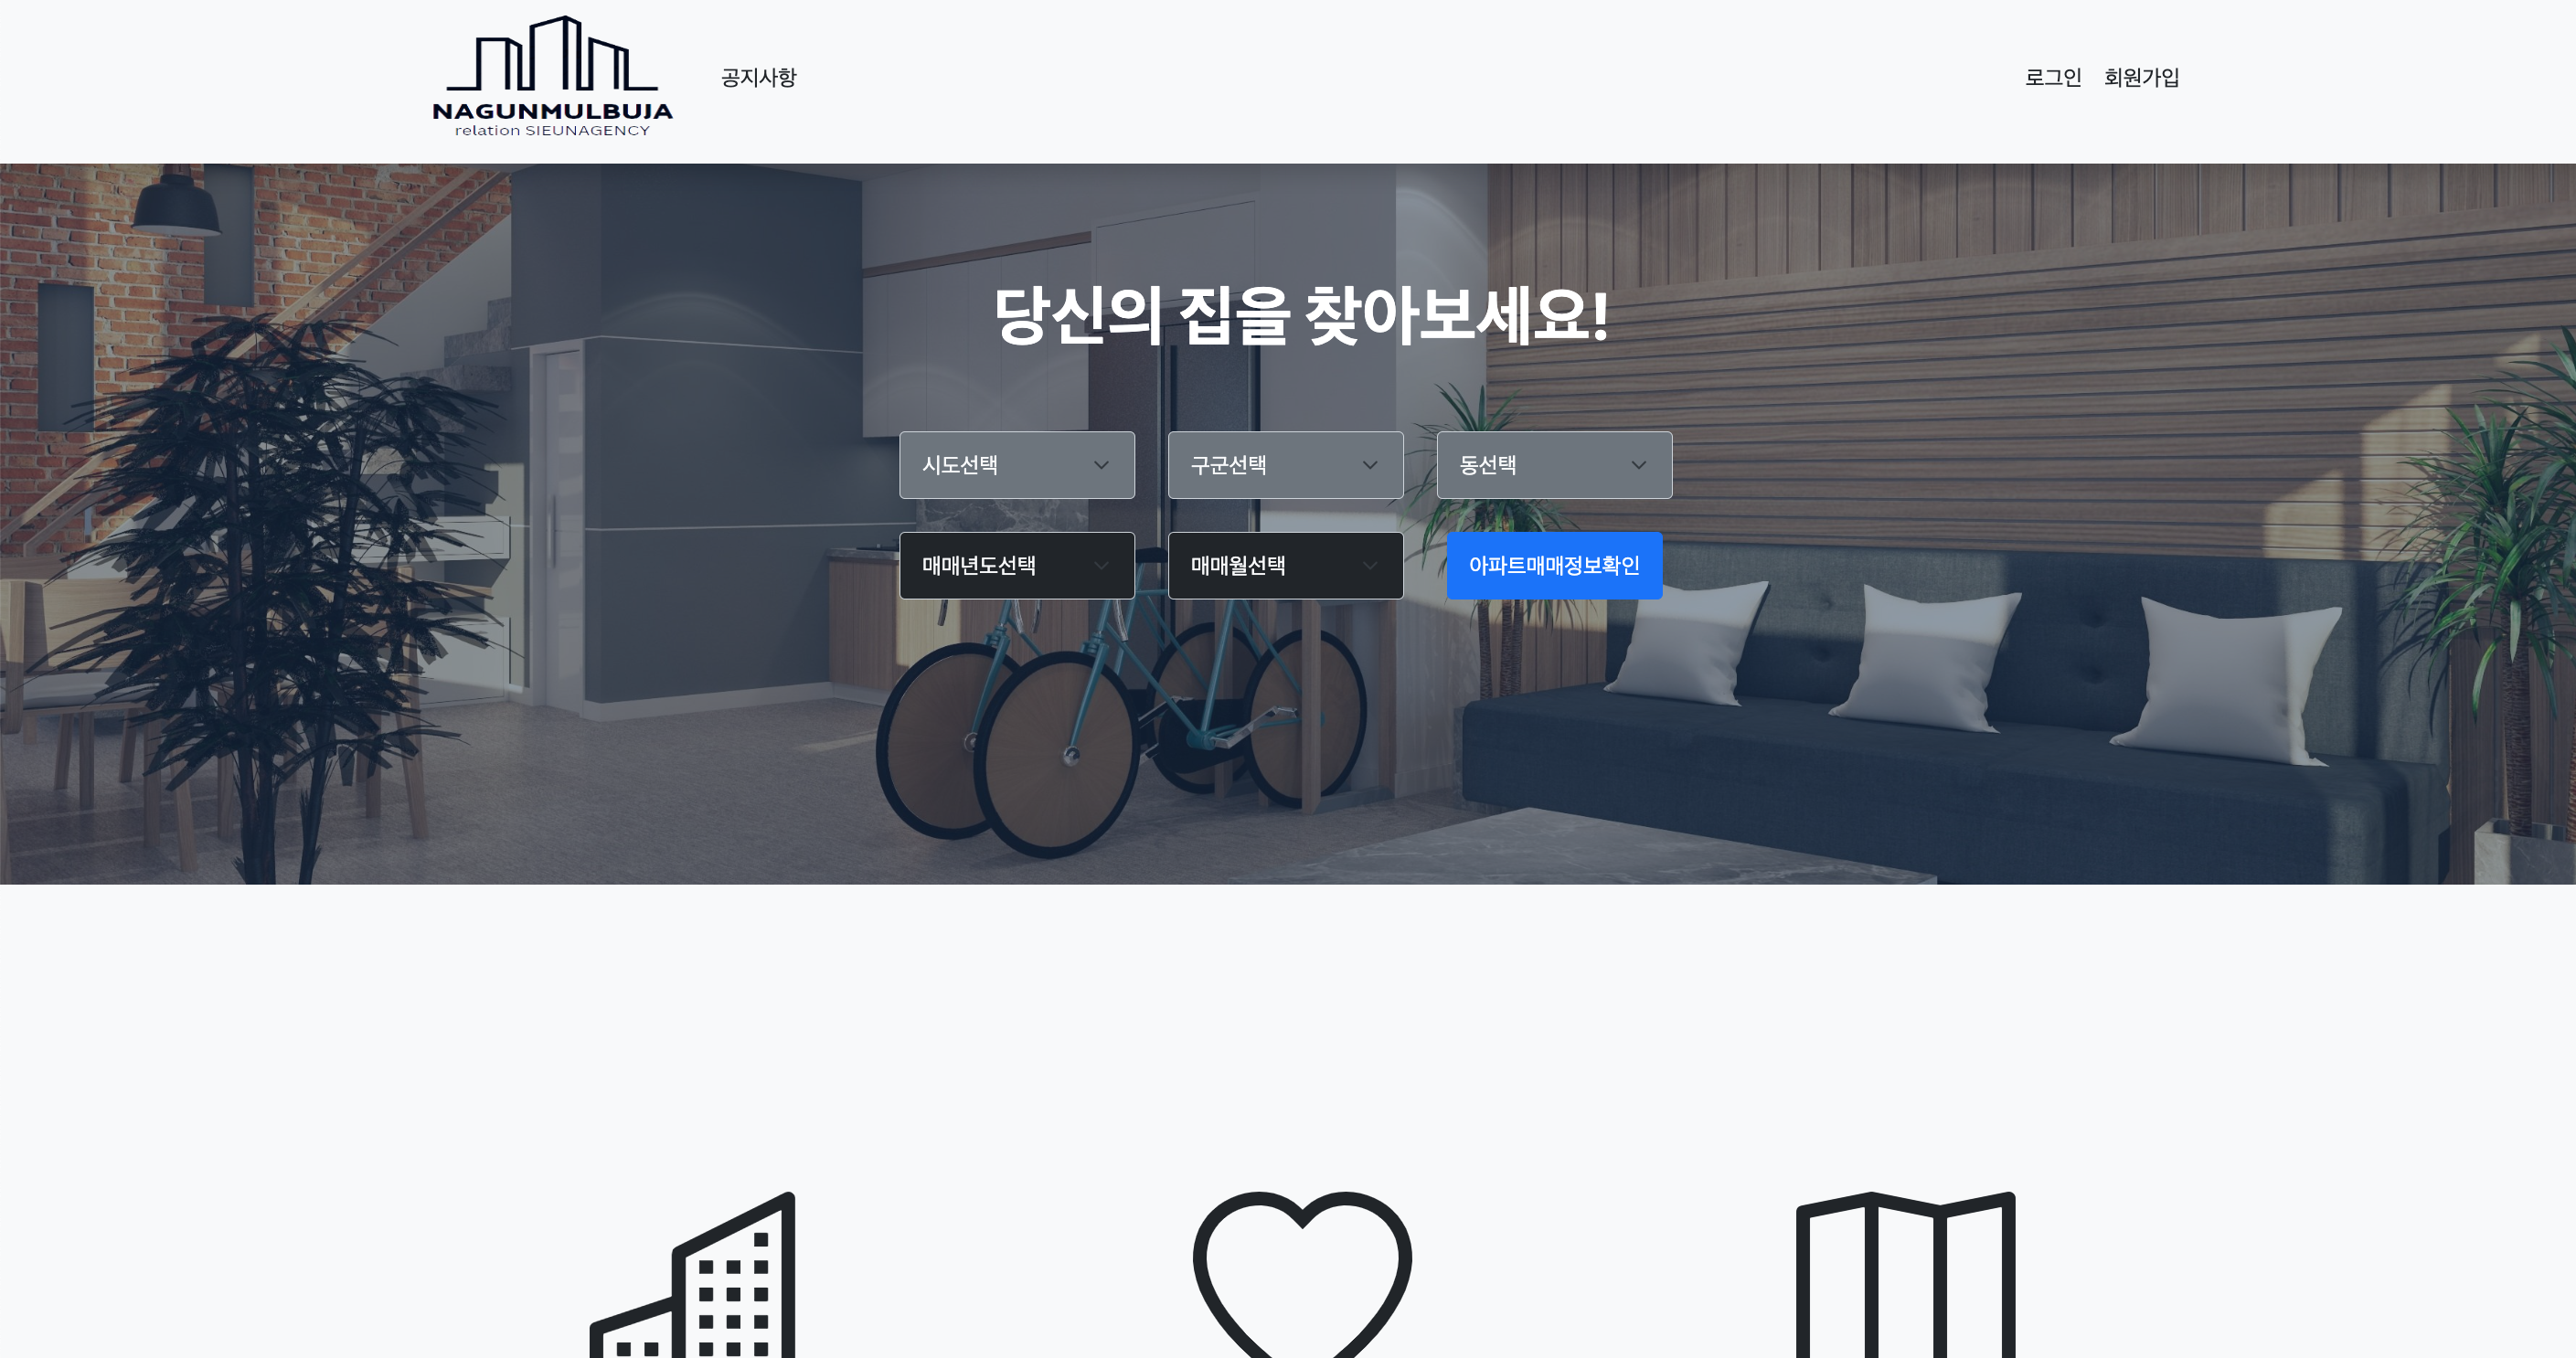 NAGUNMULBUJA
relation SIEUNAGENCY
공지사항
로그인
회원가입
당신의 집을 찾아보세요!
시도선택
구군선택
동선택
매매년도선택
매매월선택
아파트매매정보확인